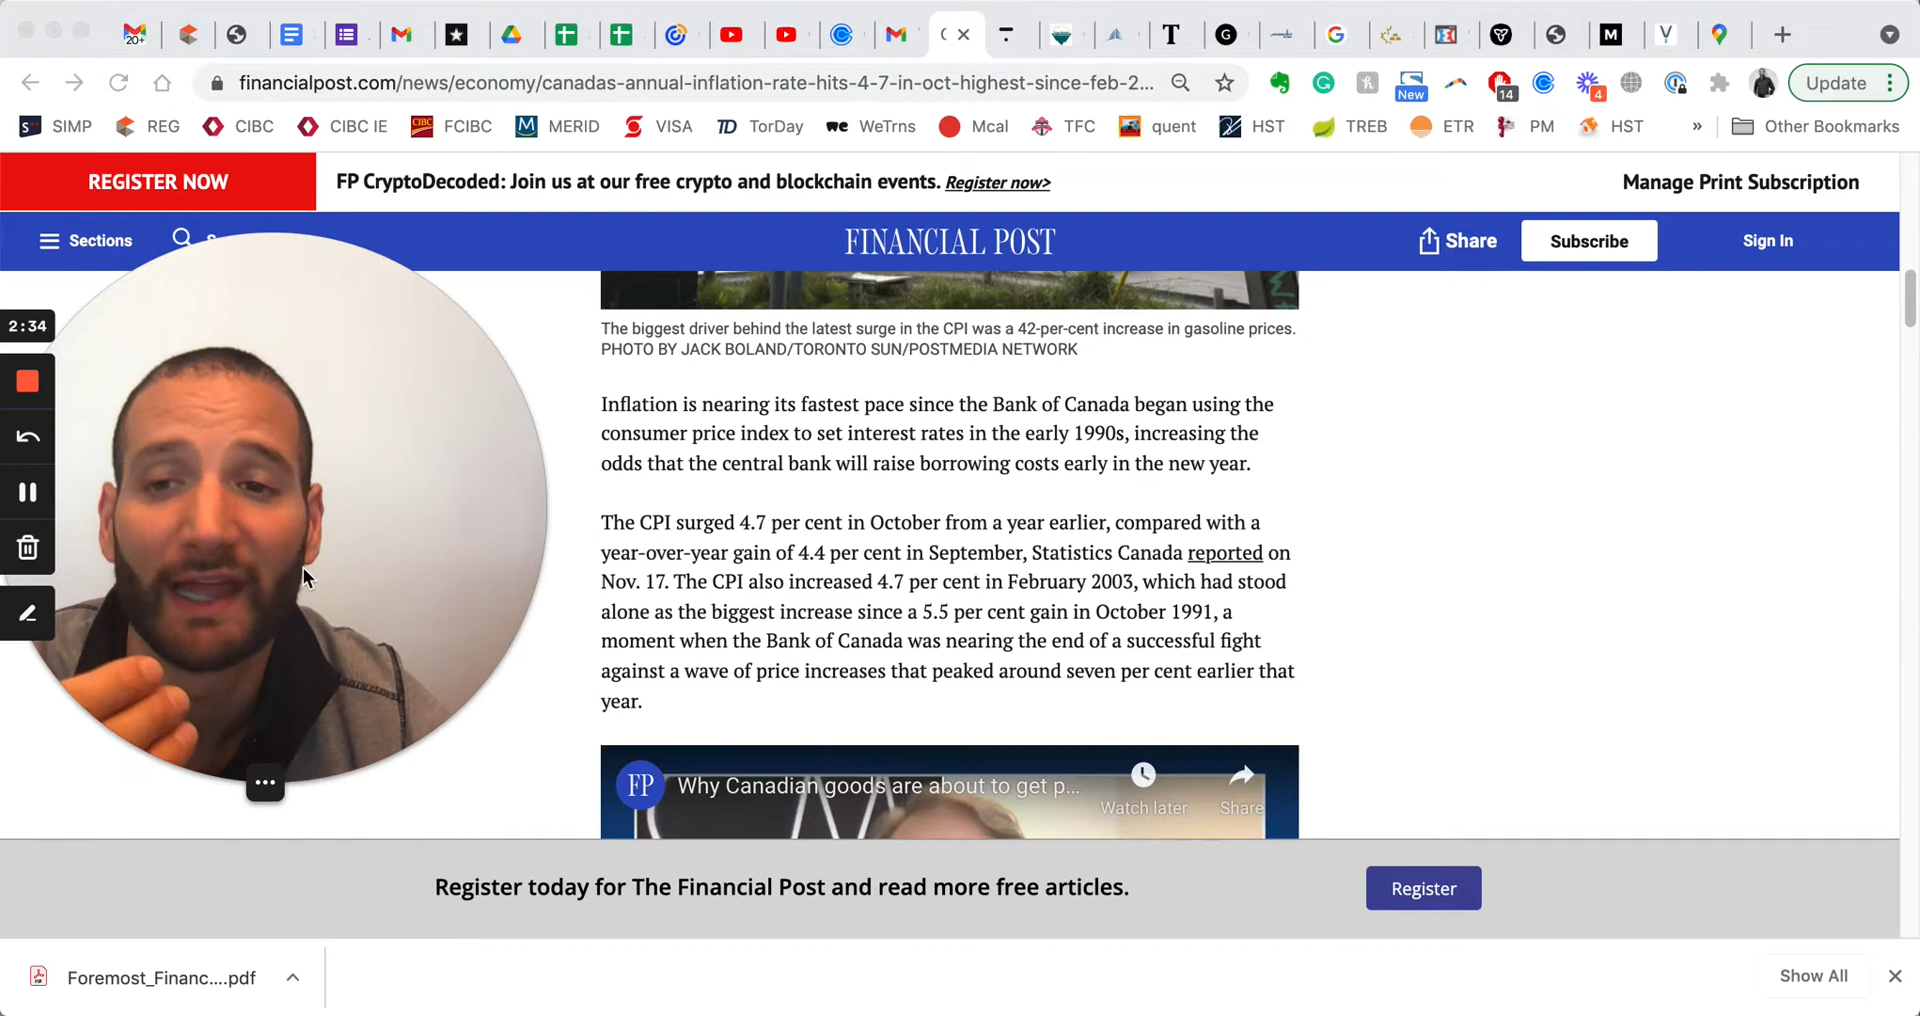 20+
financialpost.com/news/economy/canadas-annual-inflation-rate-hits-4-7-in-oct-highest-since-feb-2...
New
14
4
Update
SIMP
REG
CIBC
CIBC IE
FCIBC
MERID
VISA
TorDay
WeTrns
Mcal
TFC
quent
HST
TREB
ETR
PM
HST
»
Other Bookmarks
REGISTER NOW
FP CryptoDecoded: Join us at our free crypto and blockchain events. Register now>
Manage Print Subscription
Sections
FINANCIAL POST
Share
Subscribe
Sign In
2:34
The biggest driver behind the latest surge in the CPI was a 42-per-cent increase in gasoline prices.
PHOTO BY JACK BOLAND/TORONTO SUN/POSTMEDIA NETWORK
Inflation is nearing its fastest pace since the Bank of Canada began using the
consumer price index to set interest rates in the early 1990s, increasing the
odds that the central bank will raise borrowing costs early in the new year.
The CPI surged 4.7 per cent in October from a year earlier, compared with a
year-over-year gain of 4.4 per cent in September, Statistics Canada reported on
Nov. 17. The CPI also increased 4.7 per cent in February 2003, which had stood
alone as the biggest increase since a 5.5 per cent gain in October 1991, a
moment when the Bank of Canada was nearing the end of a successful fight
against a wave of price increases that peaked around seven per cent earlier that
year.
FP
Why Canadian goods are about to get p...
Watch later
Share
Register today for The Financial Post and read more free articles.
Register
Foremost_Financ....pdf
Show All